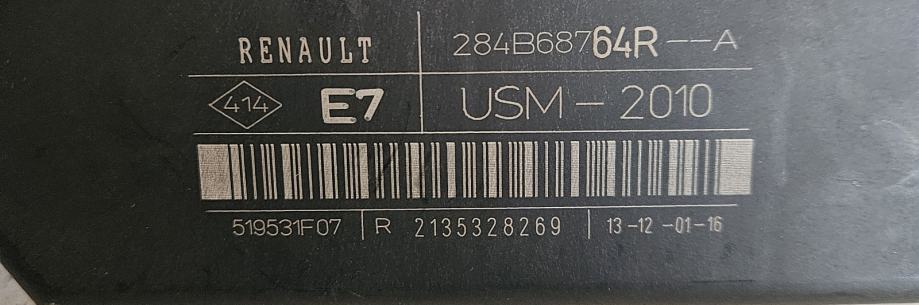 RENAULT 284B68764R--A
414 E7 USM-2010
519531F07 R 2135328269 13-12-01-16